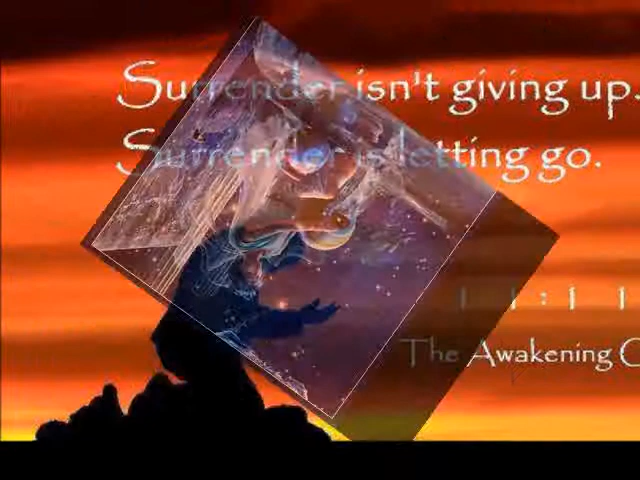 Surrender isn't giving up.
Surrender is letting go.
11:11
The Awakening